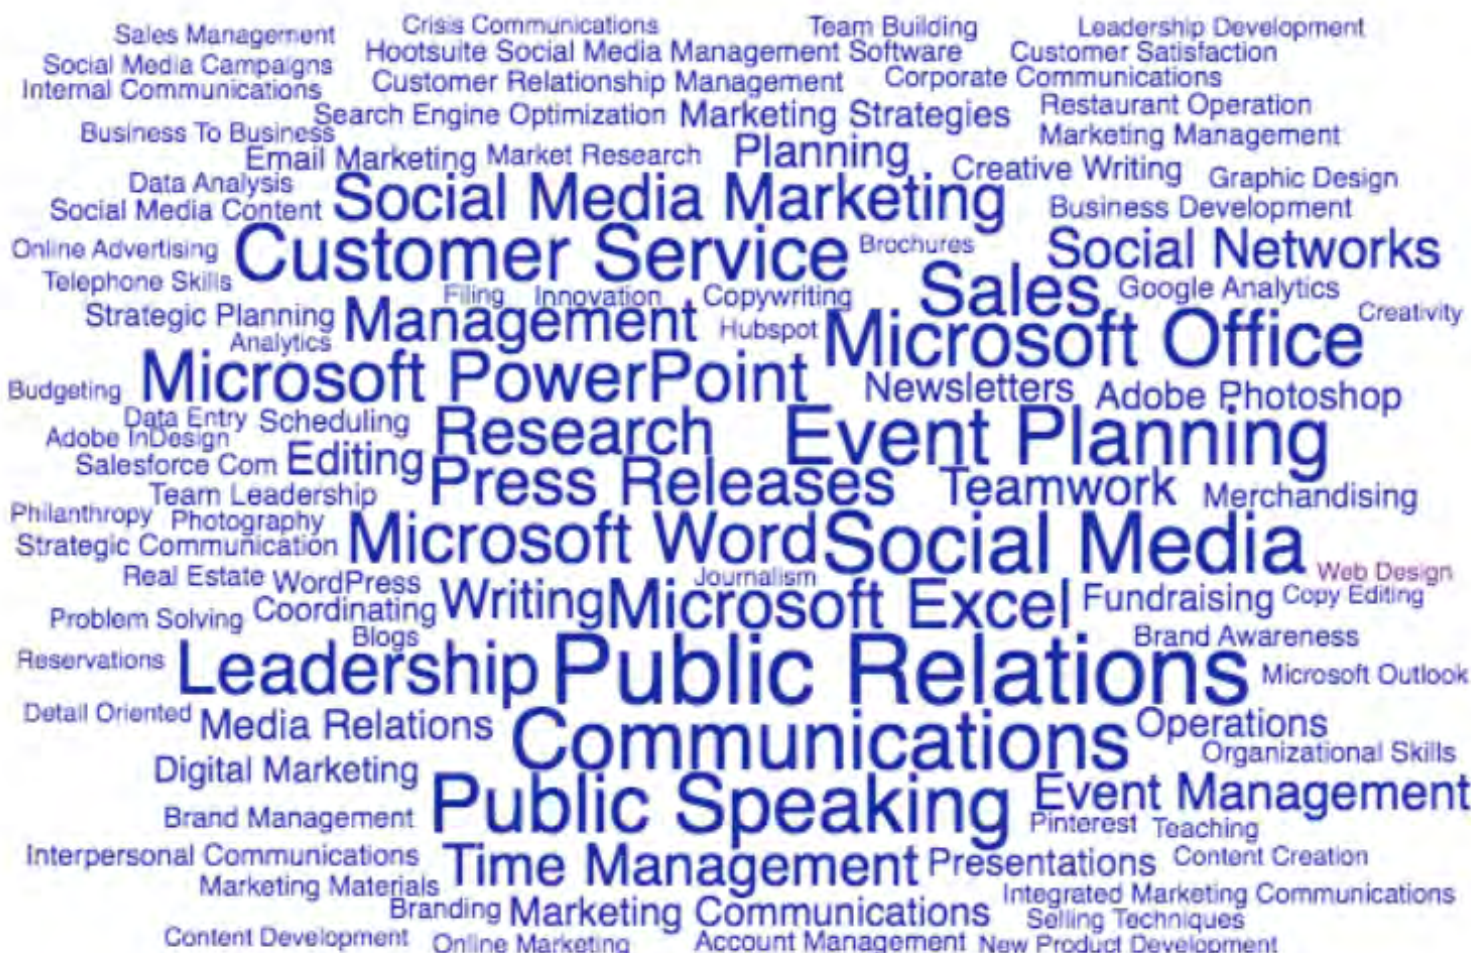 Crisis Communications
Team Building
Leadership Development
Sales Management
Hootsuite Social Media Management Software
Customer Satisfaction
Social Media Campaigns
Customer Relationship Management
Corporate Communications
Internal Communications
Search Engine Optimization
Marketing Strategies
Restaurant Operation
Business To Business
Marketing Management
Email Marketing
Market Research
Planning
Creative Writing
Graphic Design
Data Analysis
Social Media Marketing
Social Media Content
Business Development
Online Advertising
Customer Service
Brochures
Social Networks
Telephone Skills
Filing
Innovation
Copywriting
Sales
Google Analytics
Strategic Planning
Management
Hubspot
Microsoft Office
Creativity
Analytics
Budgeting
Microsoft PowerPoint
Newsletters
Adobe Photoshop
Data Entry
Scheduling
Research
Event Planning
Adobe InDesign
Salesforce Com
Editing
Press Releases
Teamwork
Merchandising
Team Leadership
Philanthropy
Photography
Strategic Communication
Microsoft Word
Social Media
Real Estate
WordPress
Journalism
Web Design
Problem Solving
Coordinating
Writing
Microsoft Excel
Fundraising
Copy Editing
Blogs
Brand Awareness
Reservations
Leadership
Public Relations
Microsoft Outlook
Detail Oriented
Media Relations
Communications
Operations
Organizational Skills
Digital Marketing
Public Speaking
Event Management
Brand Management
Pinterest
Teaching
Interpersonal Communications
Time Management
Presentations
Content Creation
Marketing Materials
Integrated Marketing Communications
Branding
Marketing Communications
Selling Techniques
Content Development
Online Marketing
Account Management
New Product Development